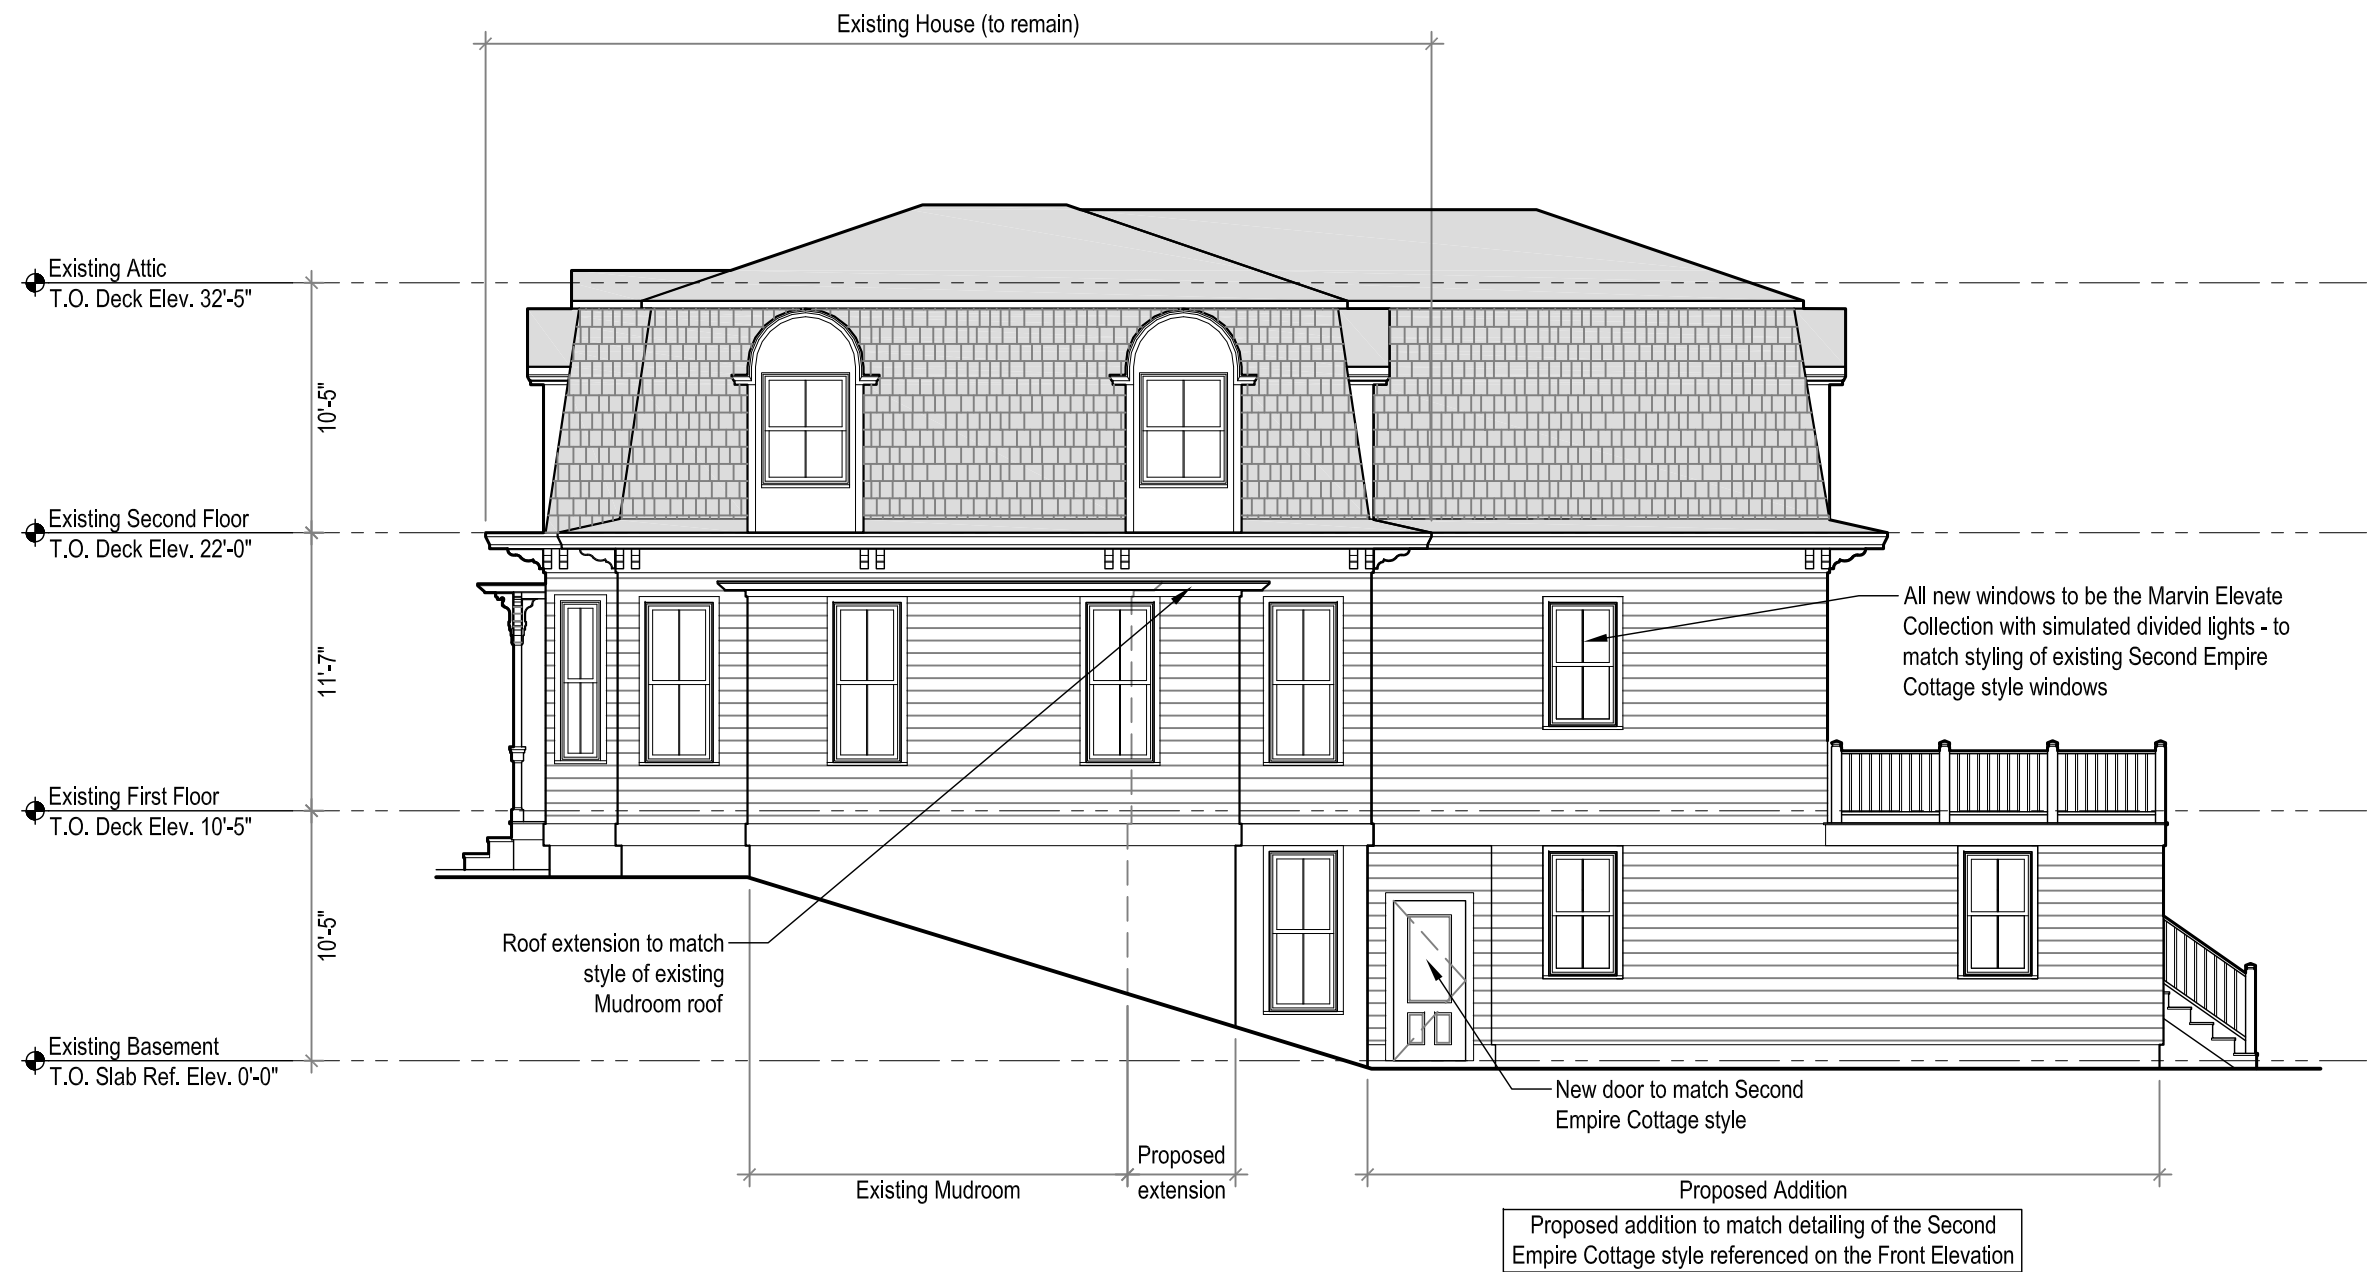 Existing House (to remain)
Existing Attic
T.O. Deck Elev. 32'-5"
10'-5"
Existing Second Floor
T.O. Deck Elev. 22'-0"
All new windows to be the Marvin Elevate
Collection with simulated divided lights - to
match styling of existing Second Empire
Cottage style windows
11'-7"
Existing First Floor
T.O. Deck Elev. 10'-5"
10'-5"
Roof extension to match
style of existing
Mudroom roof
Existing Basement
T.O. Slab Ref. Elev. 0'-0"
New door to match Second
Empire Cottage style
Existing Mudroom
Proposed
extension
Proposed Addition
Proposed addition to match detailing of the Second
Empire Cottage style referenced on the Front Elevation